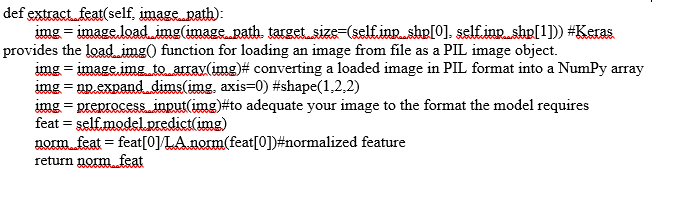 def extract_feat(self, image_path):
img = image.load_img(image_path, target_size=(self.inp_shp[0], self.inp_shp[1])) #Keras
provides the load_img() function for loading an image from file as a PIL image object.
img = image.img_to_array(img)# converting a loaded image in PIL format into a NumPy array
img = np.expand_dims(img, axis=0) #shape(1,2,2)
img = preprocess_input(img)#to adequate your image to the format the model requires
feat = self.model.predict(img)
norm_feat = feat[0]/LA.norm(feat[0])#normalized feature
return norm_feat